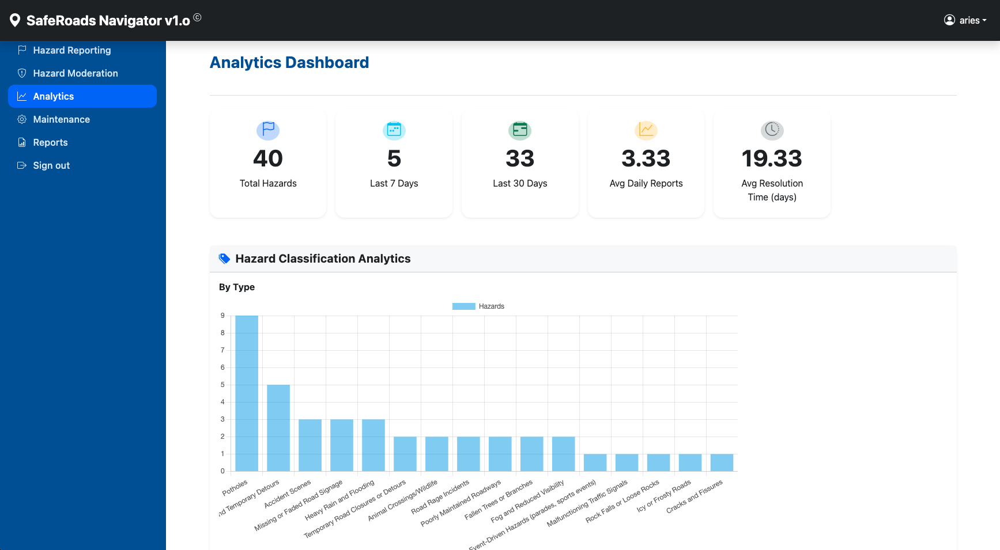 SafeRoads Navigator v1.o ©
aries
Hazard Reporting
Hazard Moderation
Analytics
Maintenance
Reports
Sign out
Analytics Dashboard
40
Total Hazards
5
Last 7 Days
33
Last 30 Days
3.33
Avg Daily Reports
19.33
Avg Resolution
Time (days)
Hazard Classification Analytics
By Type
Hazards
9
8
7
6
5
4
3
2
1
0
Potholes
nd Temporary Detours
Accident Scenes
Missing or Faded Road Signage
Heavy Rain and Flooding
Temporary Road Closures or Detours
Animal Crossings/Wildlife
Road Rage Incidents
Poorly Maintained Roadways
Fallen Trees or Branches
Fog and Reduced Visibility
Event-Driven Hazards (parades, sports events)
Malfunctioning Traffic Signals
Rock Falls or Loose Rocks
Icy or Frosty Roads
Cracks and Fissures